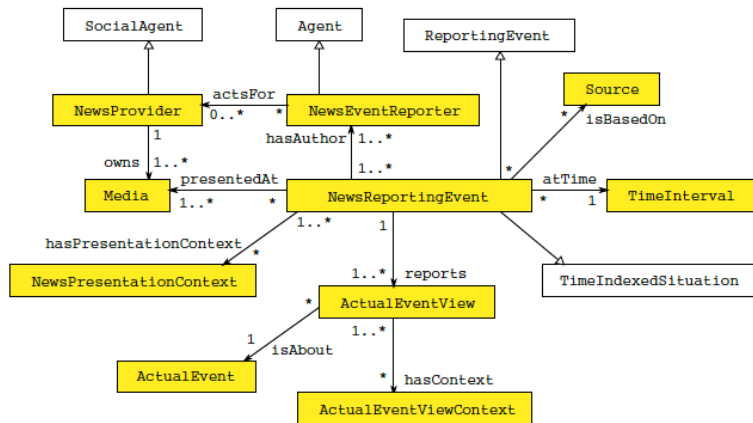 SocialAgent
Agent
ReportingEvent
actsFor
Source
NewsProvider
0..*
*
NewsEventReporter
*
isBasedOn
1
hasAuthor
1..*
owns
1..*
1..*
*
atTime
presentedAt
Media
1..*
*
NewsReportingEvent
*
1
TimeInterval
1..*
1
hasPresentationContext
*
1..*
reports
NewsPresentationContext
TimeIndexedSituation
*
ActualEventView
1
isAbout
1..*
ActualEvent
*
hasContext
ActualEventViewContext